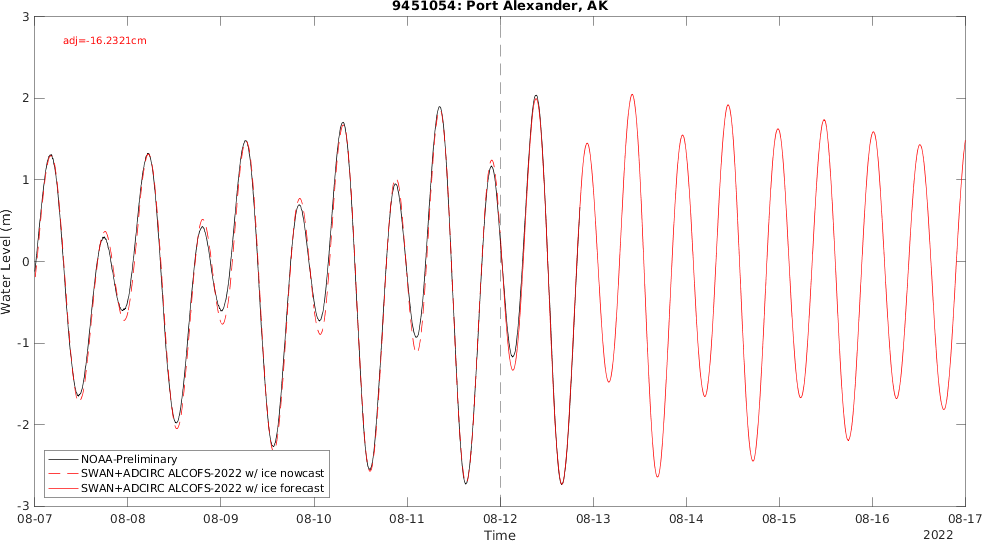 9451054: Port Alexander, AK
adj=-16.2321cm
3
2
1
0
-1
-2
-3
Water Level (m)
NOAA-Preliminary
SWAN+ADCIRC ALCOFS-2022 w/ ice nowcast
SWAN+ADCIRC ALCOFS-2022 w/ ice forecast
08-07 08-08 08-09 08-10 08-11 08-12 08-13 08-14 08-15 08-16 08-17
Time
2022